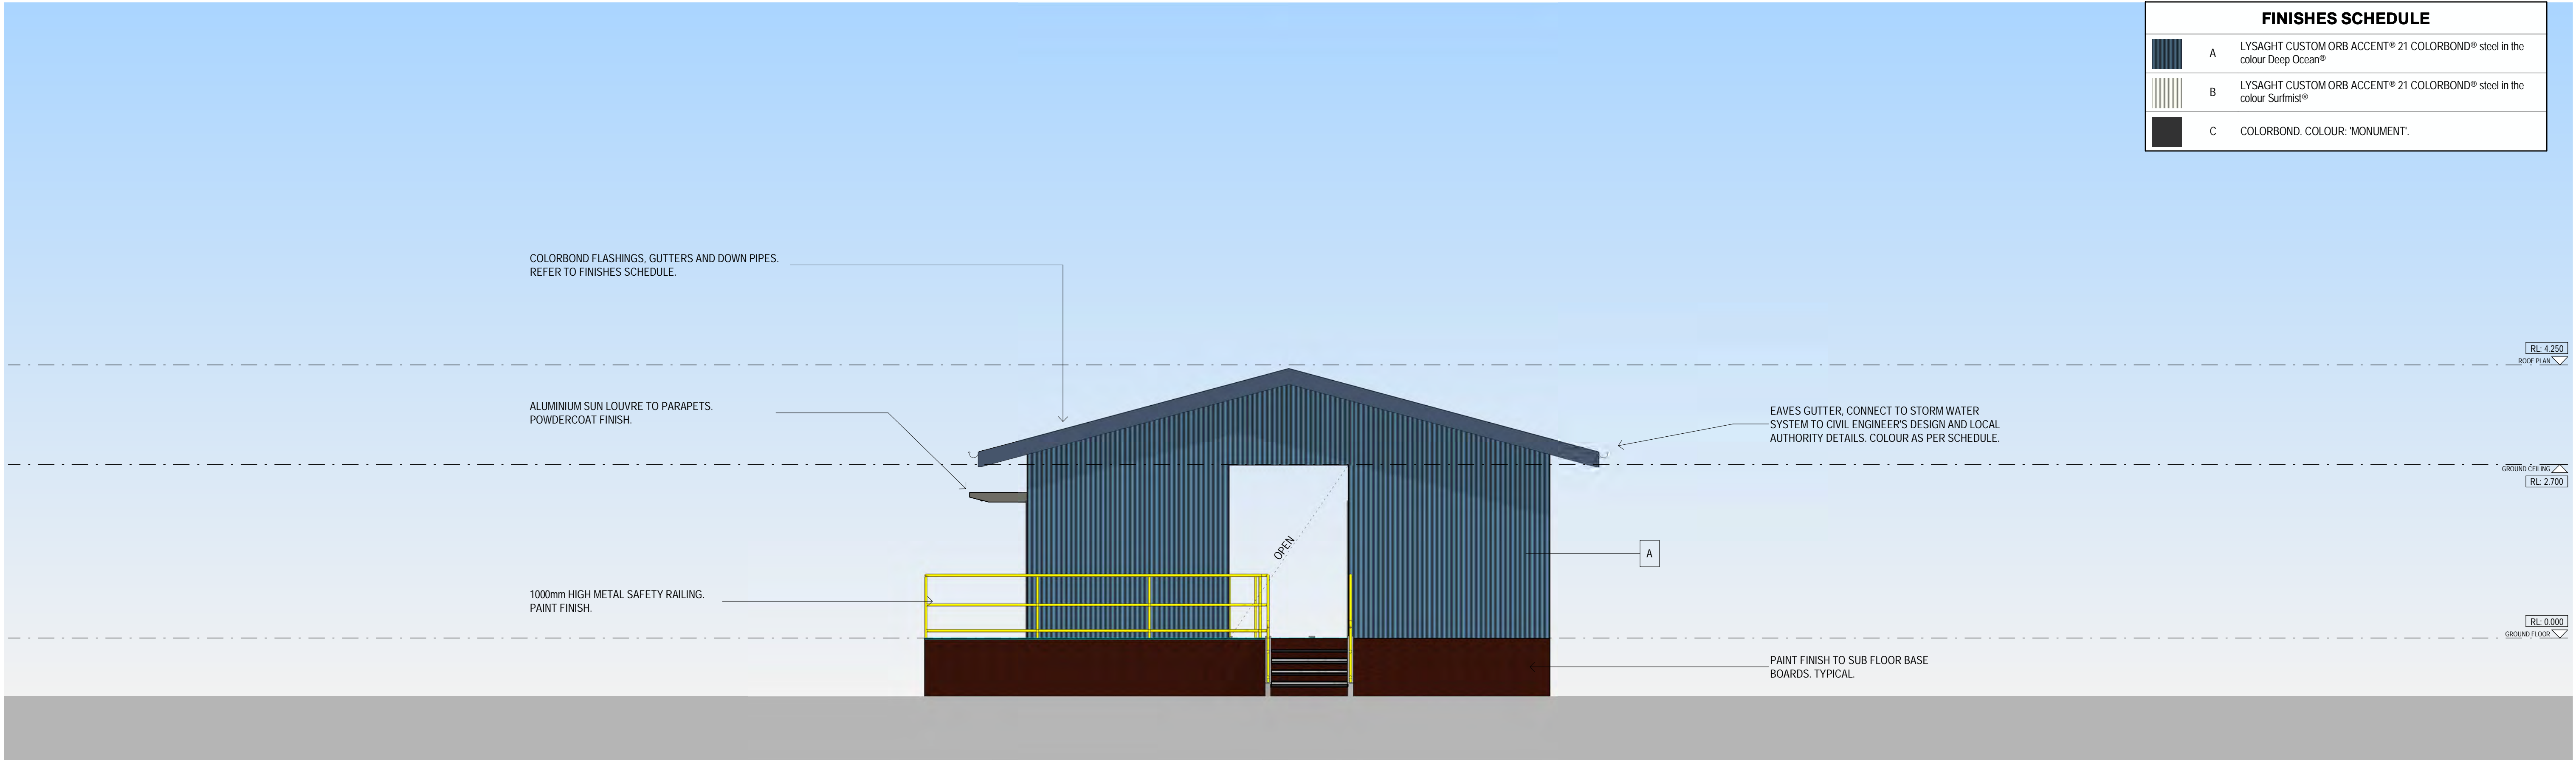 FINISHES SCHEDULE
A
LYSAGHT CUSTOM ORB ACCENT® 21 COLORBOND® steel in the
colour Deep Ocean®
B
LYSAGHT CUSTOM ORB ACCENT® 21 COLORBOND® steel in the
colour Surfmist®
C
COLORBOND. COLOUR: 'MONUMENT'.
COLORBOND FLASHINGS, GUTTERS AND DOWN PIPES.
REFER TO FINISHES SCHEDULE.
RL: 4.250
ROOF PLAN
ALUMINIUM SUN LOUVRE TO PARAPETS.
POWDERCOAT FINISH.
EAVES GUTTER, CONNECT TO STORM WATER
SYSTEM TO CIVIL ENGINEER'S DESIGN AND LOCAL
AUTHORITY DETAILS. COLOUR AS PER SCHEDULE.
GROUND CEILING
RL: 2.700
OPEN
A
1000mm HIGH METAL SAFETY RAILING.
PAINT FINISH.
RL: 0.000
GROUND FLOOR
PAINT FINISH TO SUB FLOOR BASE
BOARDS. TYPICAL.